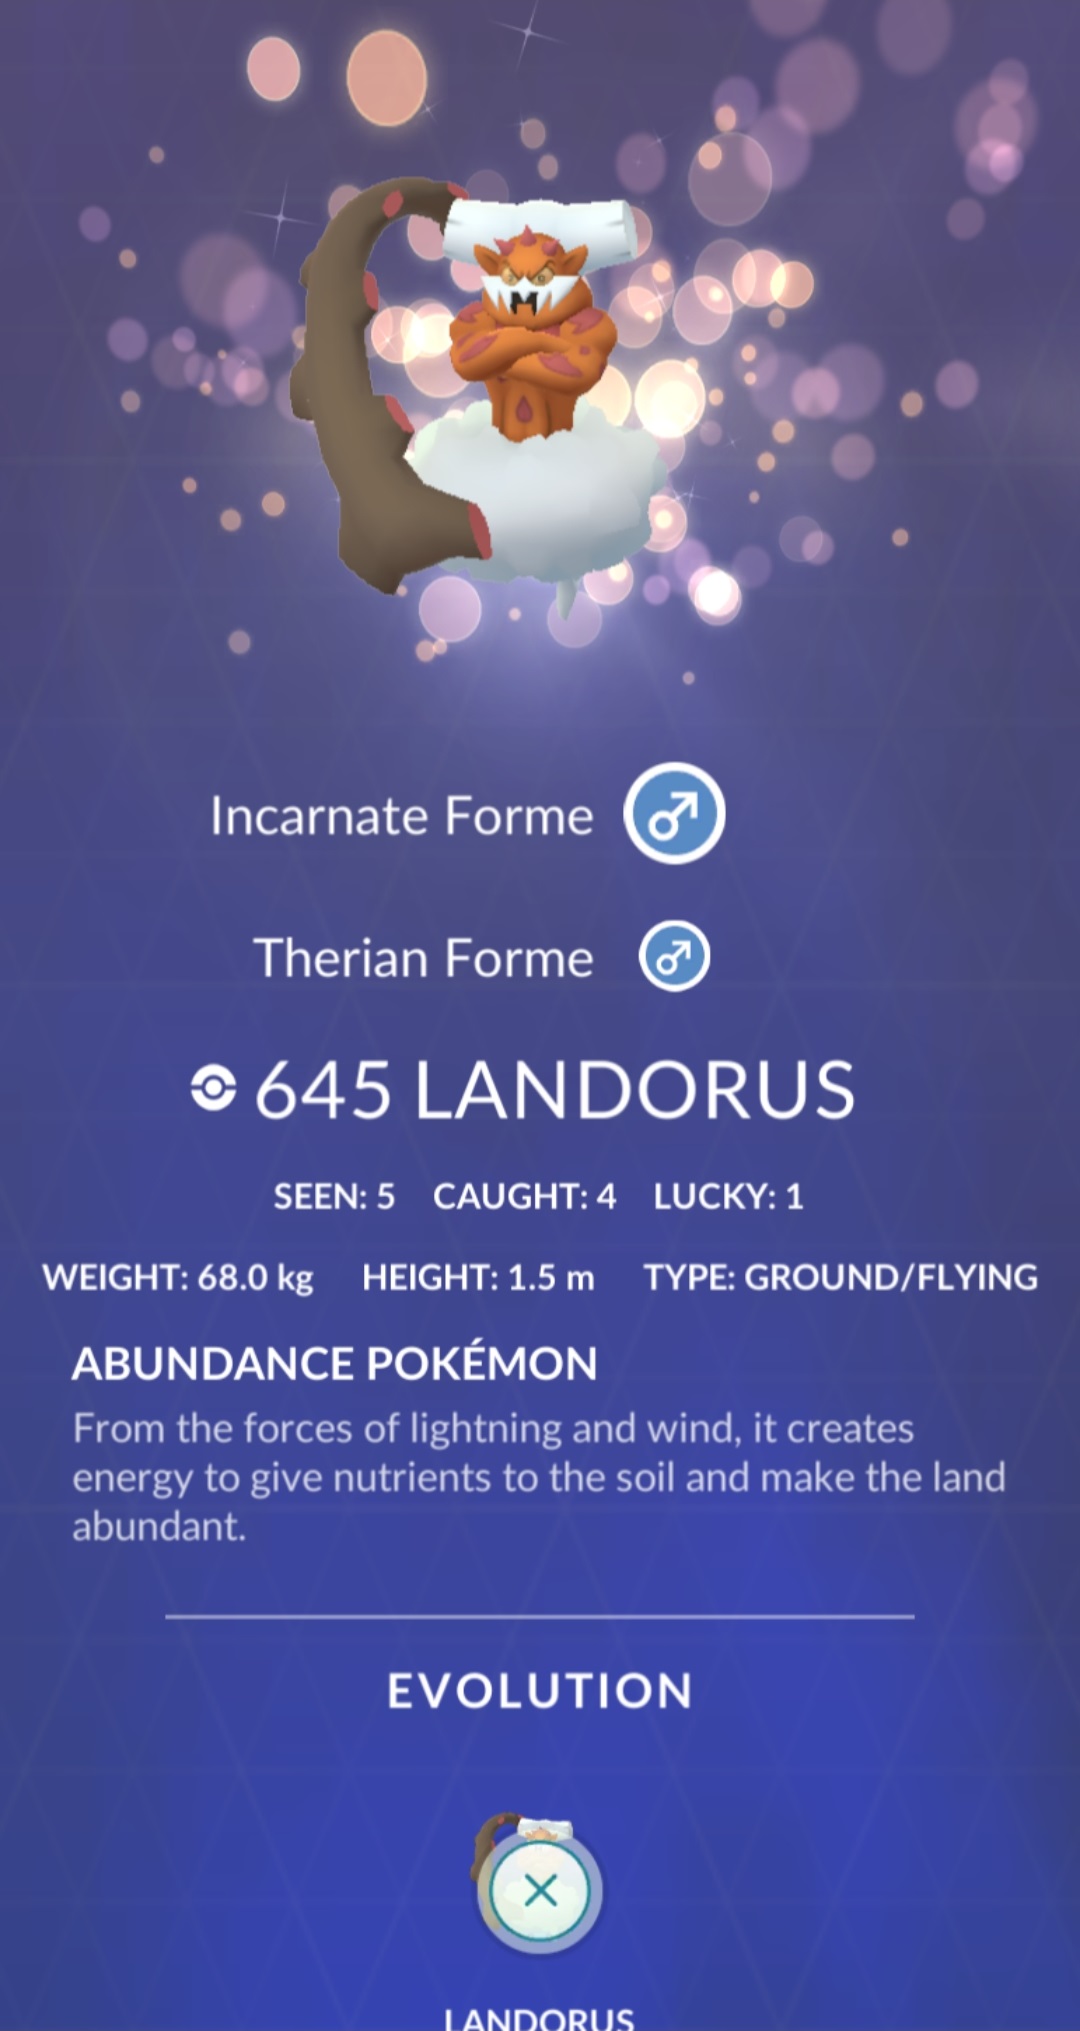 Incarnate Forme
Therian Forme
645 LANDORUS
SEEN: 5 CAUGHT: 4 LUCKY: 1
WEIGHT: 68.0 kg HEIGHT: 1.5 m TYPE: GROUND/FLYING
ABUNDANCE POKÉMON
From the forces of lightning and wind, it creates
energy to give nutrients to the soil and make the land
abundant.
EVOLUTION
LANDORUS